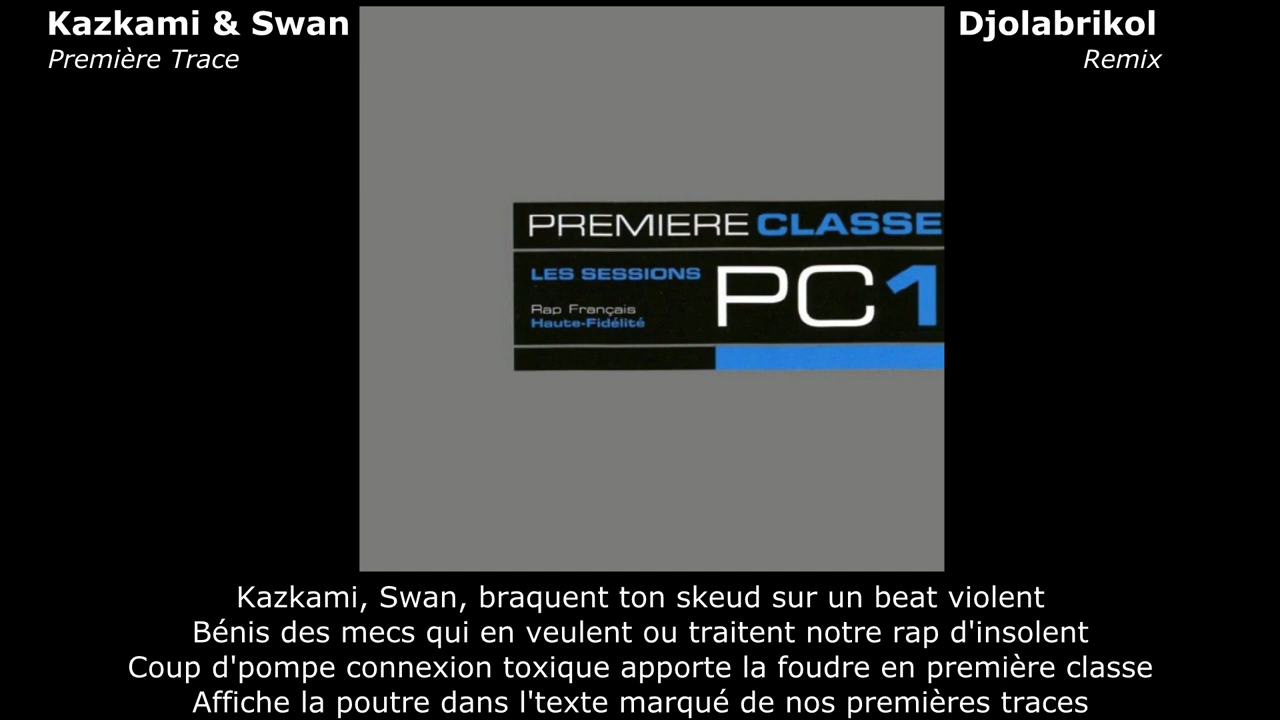 Kazkami & Swan
Première Trace
Djolabrikol
Remix
PREMIERE CLASSE
LES SESSIONS
PC1
Rap Français
Haute-Fidélité
Kazkami, Swan, braquent ton skeud sur un beat violent
Bénis des mecs qui en veulent ou traitent notre rap d'insolent
Coup d'pompe connexion toxique apporte la foudre en première classe
Affiche la poutre dans l'texte marqué de nos premières traces